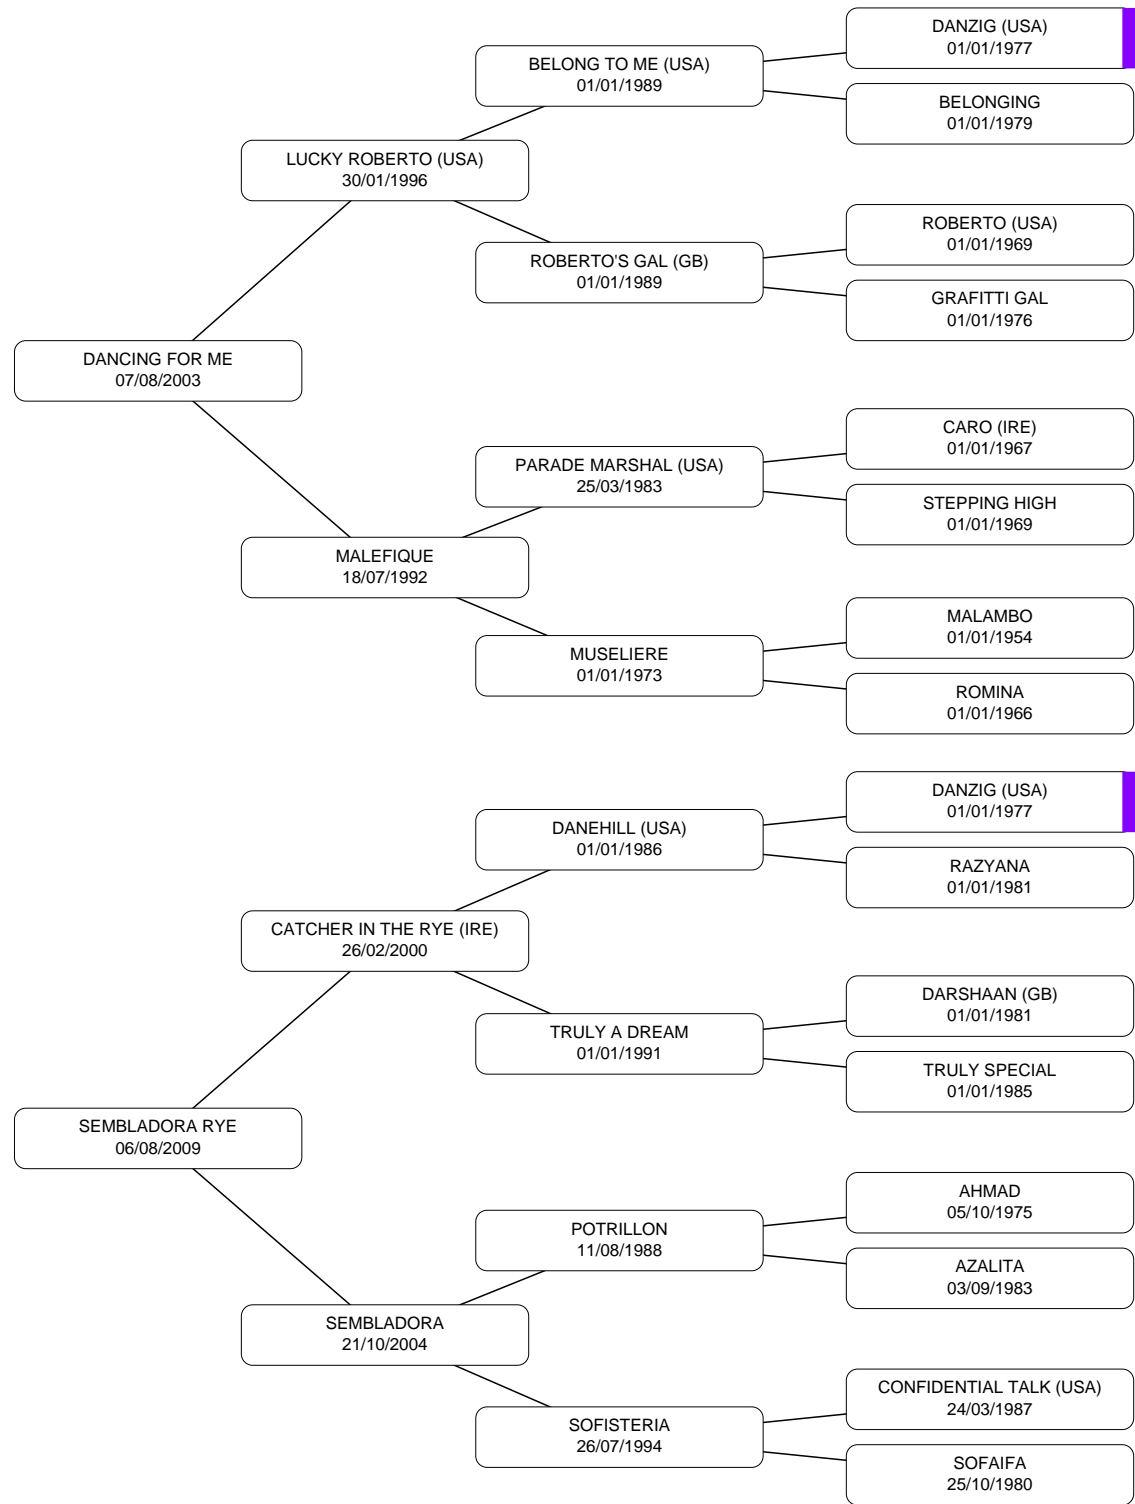 DANZIG (USA)
01/01/1977
BELONG TO ME (USA)
01/01/1989
BELONGING
01/01/1979
LUCKY ROBERTO (USA)
30/01/1996
ROBERTO (USA)
01/01/1969
ROBERTO'S GAL (GB)
01/01/1989
GRAFITTI GAL
01/01/1976
DANCING FOR ME
07/08/2003
CARO (IRE)
01/01/1967
PARADE MARSHAL (USA)
25/03/1983
STEPPING HIGH
01/01/1969
MALEFIQUE
18/07/1992
MALAMBO
01/01/1954
MUSELIERE
01/01/1973
ROMINA
01/01/1966
DANZIG (USA)
01/01/1977
DANEHILL (USA)
01/01/1986
RAZYANA
01/01/1981
CATCHER IN THE RYE (IRE)
26/02/2000
DARSHAAN (GB)
01/01/1981
TRULY A DREAM
01/01/1991
TRULY SPECIAL
01/01/1985
SEMBLADORA RYE
06/08/2009
AHMAD
05/10/1975
POTRILLON
11/08/1988
AZALITA
03/09/1983
SEMBLADORA
21/10/2004
CONFIDENTIAL TALK (USA)
24/03/1987
SOFISTERIA
26/07/1994
SOFAIFA
25/10/1980